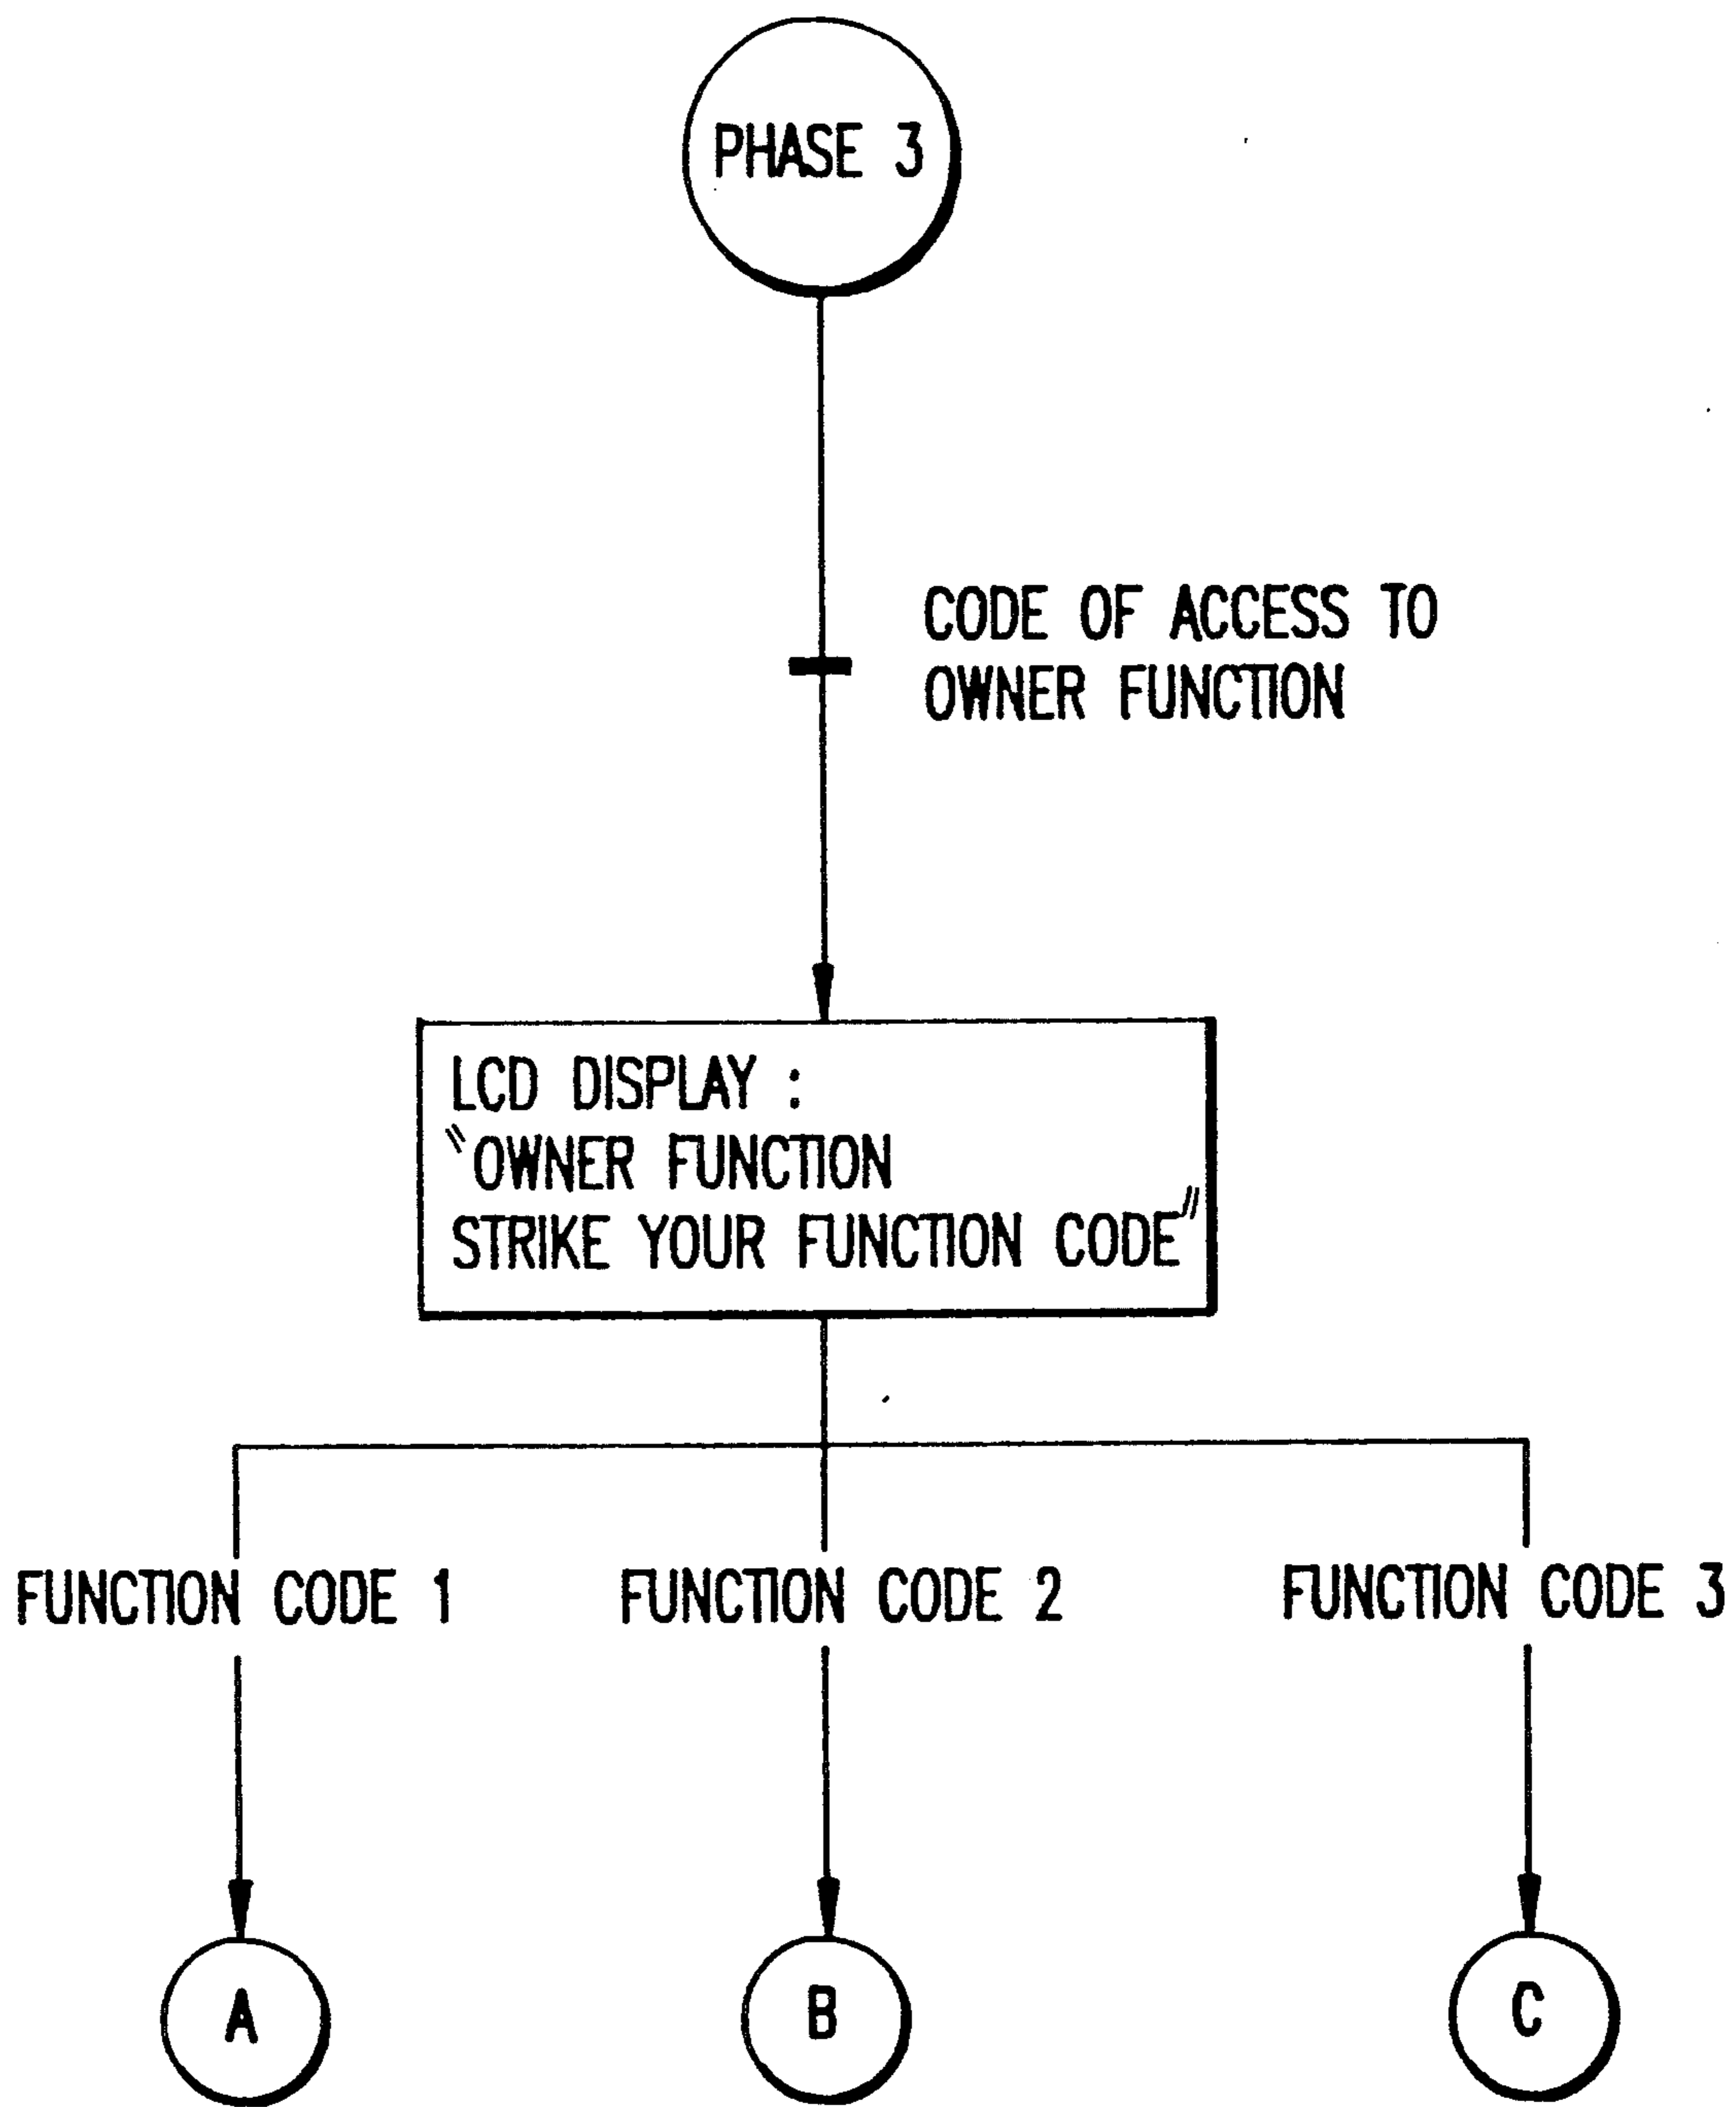 PHASE 3
CODE OF ACCESS TO
OWNER FUNCTION
LCD DISPLAY :
"OWNER FUNCTION
STRIKE YOUR FUNCTION CODE"
FUNCTION CODE 1
FUNCTION CODE 2
FUNCTION CODE 3
A
B
C